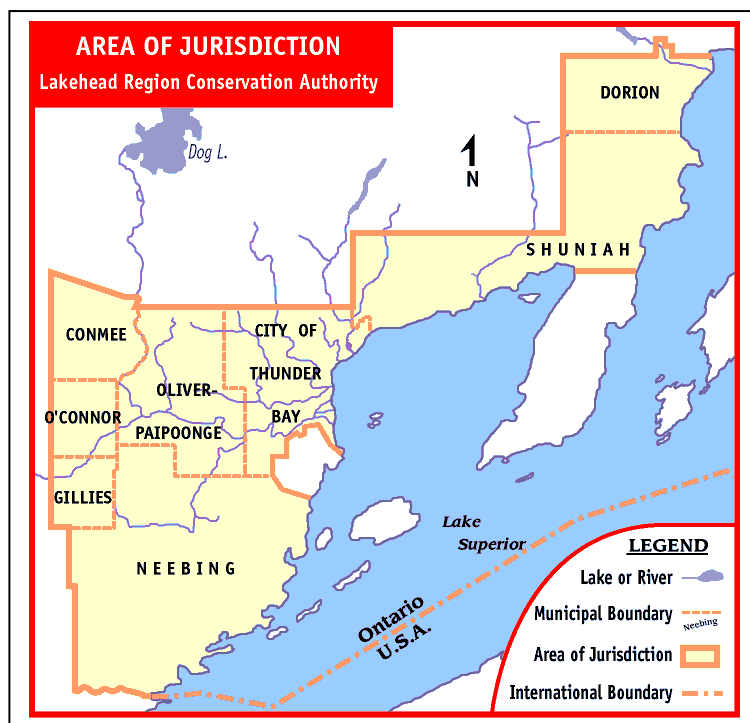 AREA OF JURISDICTION
Lakehead Region Conservation Authority
DORION
Dog L.
N
SHUNIAH
CONMEE
CITY OF
THUNDER
BAY
OLIVER-
PAIPOONGE
O'CONNOR
GILLIES
NEEBING
Lake
Superior
Ontario
U.S.A.
LEGEND
Lake or River
Municipal Boundary
Neebing
Area of Jurisdiction
International Boundary